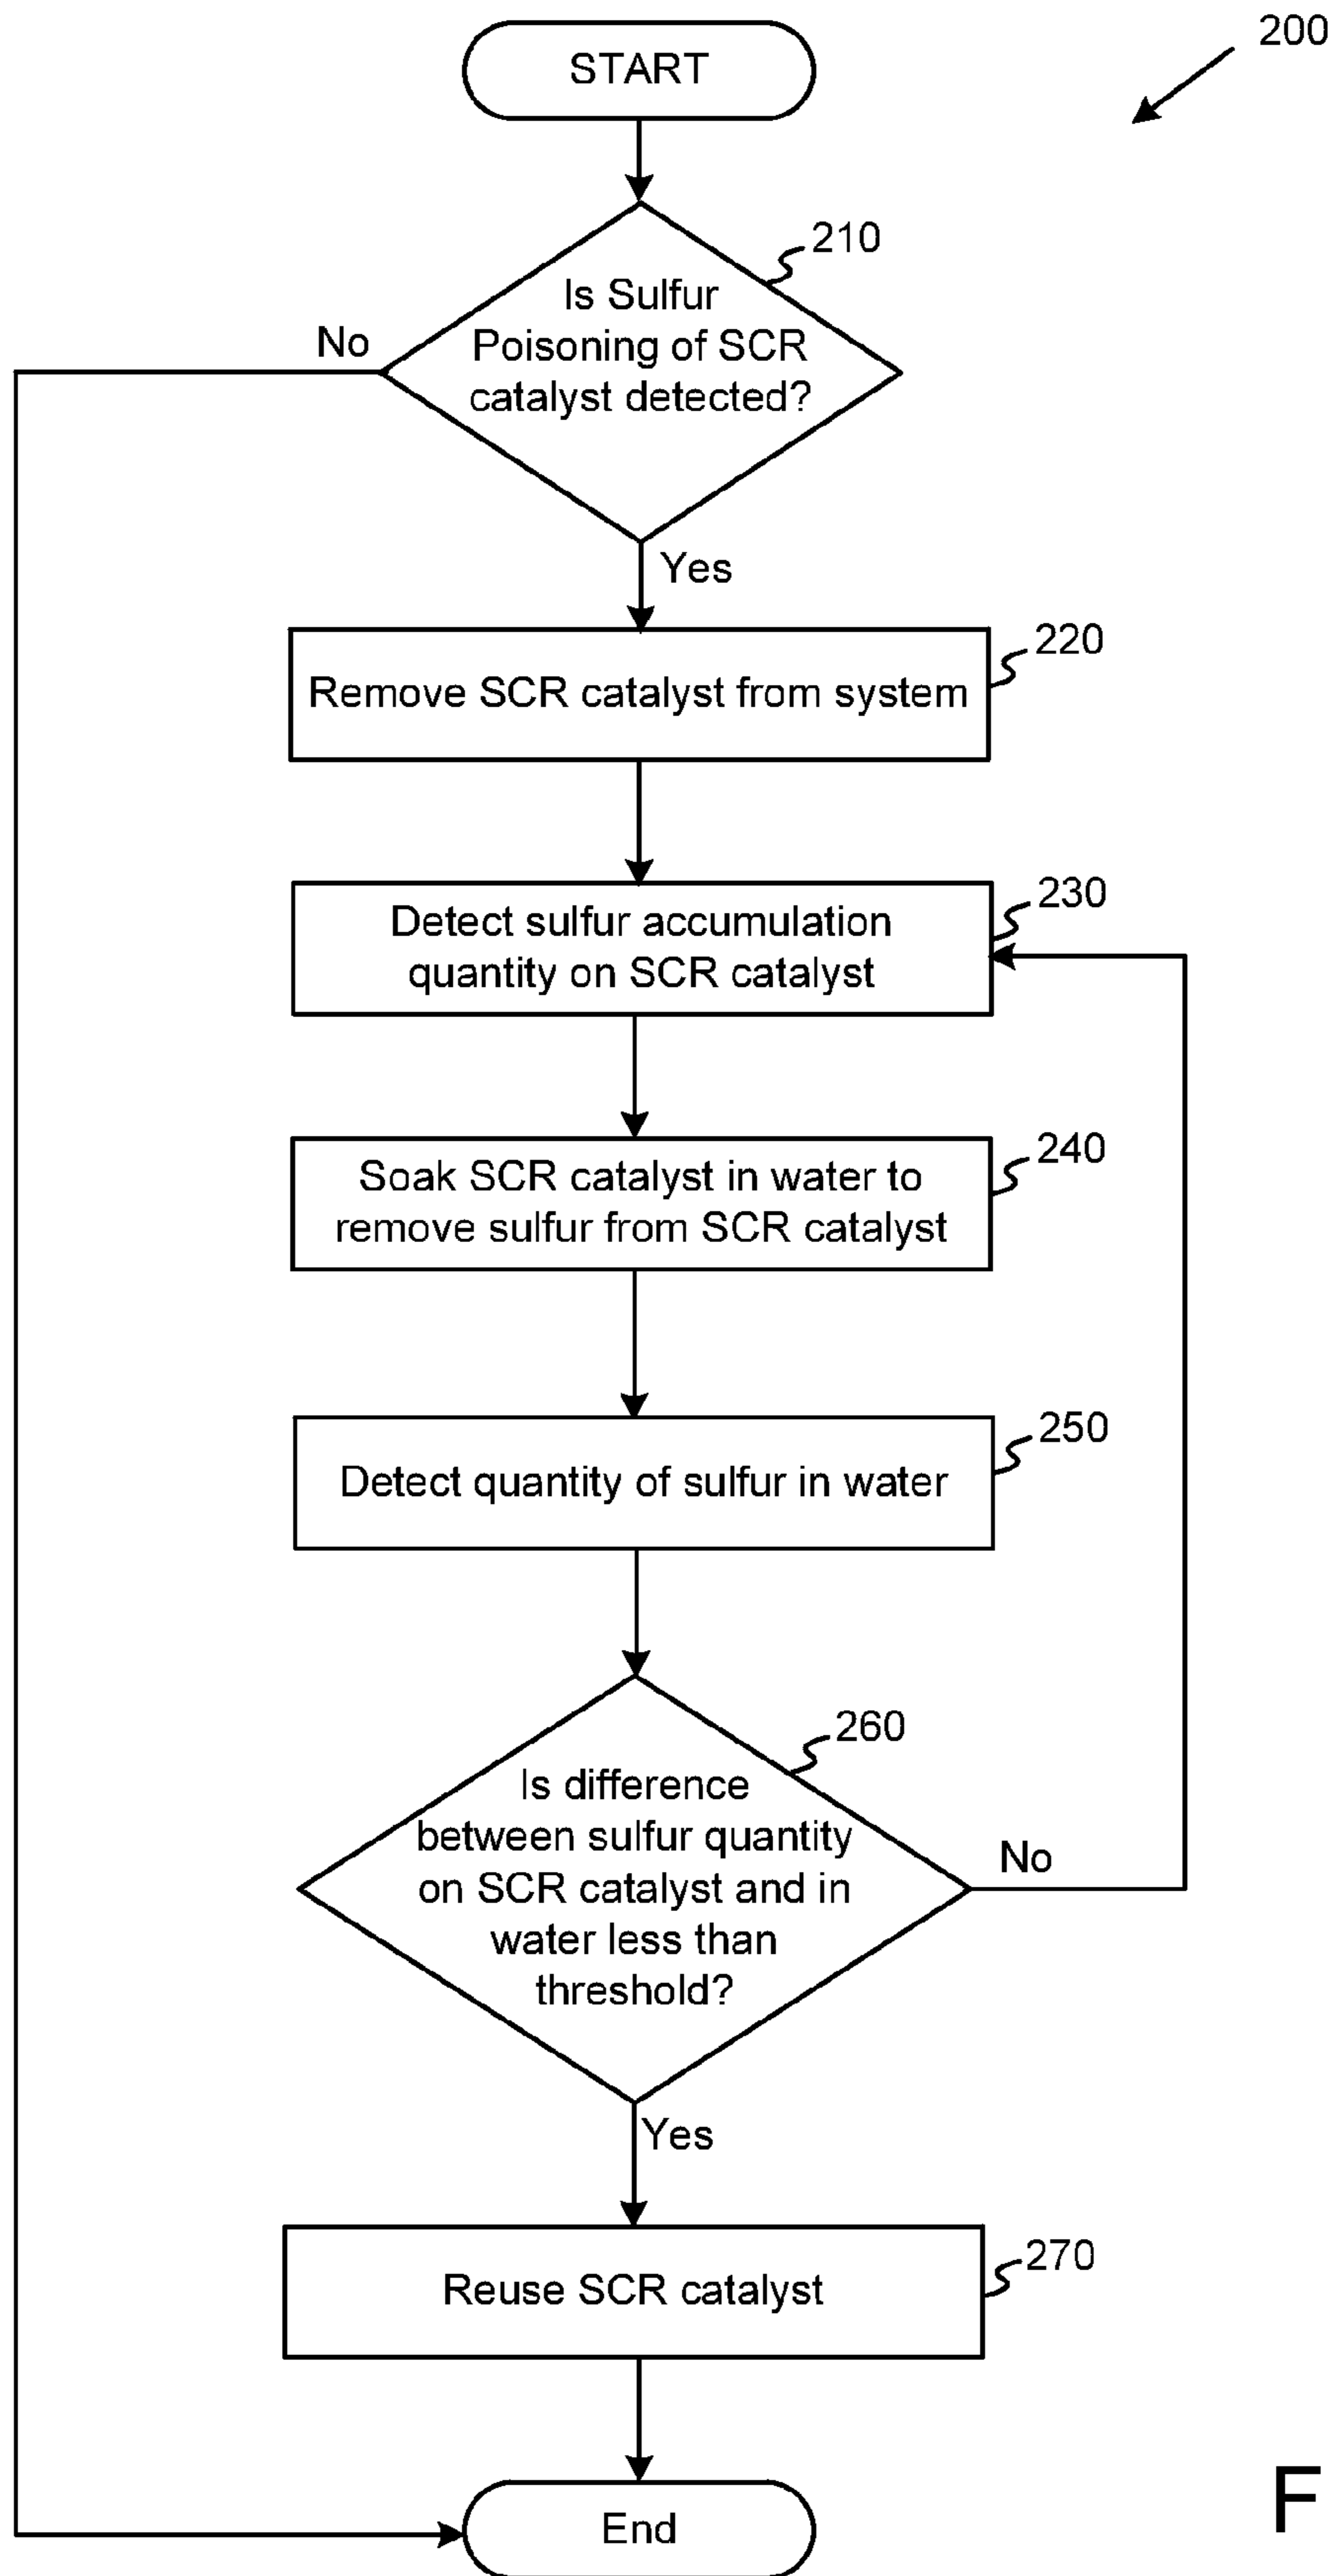 200
START
210
Is Sulfur
Poisoning of SCR
catalyst detected?
No
Yes
220
Remove SCR catalyst from system
230
Detect sulfur accumulation
quantity on SCR catalyst
240
Soak SCR catalyst in water to
remove sulfur from SCR catalyst
250
Detect quantity of sulfur in water
260
Is difference
between sulfur quantity
on SCR catalyst and in
water less than
threshold?
No
Yes
270
Reuse SCR catalyst
End
F